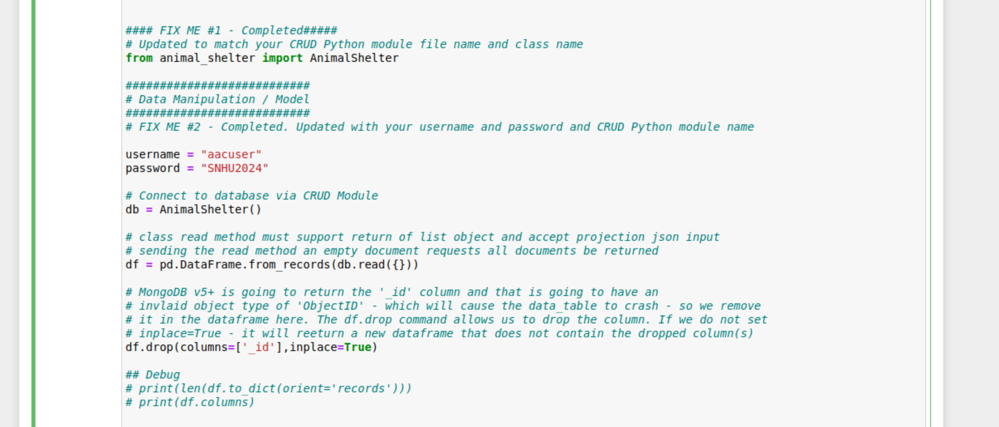 #### FIX ME #1 - Completed#####
# Updated to match your CRUD Python module file name and class name
from animal_shelter import AnimalShelter
###########################
# Data Manipulation / Model
###########################
# FIX ME #2 - Completed. Updated with your username and password and CRUD Python module name
username = "aacuser"
password = "SNHU2024"
# Connect to database via CRUD Module
db = AnimalShelter()
# class read method must support return of list object and accept projection json input
# sending the read method an empty document requests all documents be returned
df = pd.DataFrame.from_records(db.read({}))
# MongoDB v5+ is going to return the '_id' column and that is going to have an
# invlaid object type of 'ObjectID' - which will cause the data_table to crash - so we remove
# it in the dataframe here. The df.drop command allows us to drop the column. If we do not set
# inplace=True - it will reeturn a new dataframe that does not contain the dropped column(s)
df.drop(columns=['_id'],inplace=True)
## Debug
# print(len(df.to_dict(orient='records')))
# print(df.columns)